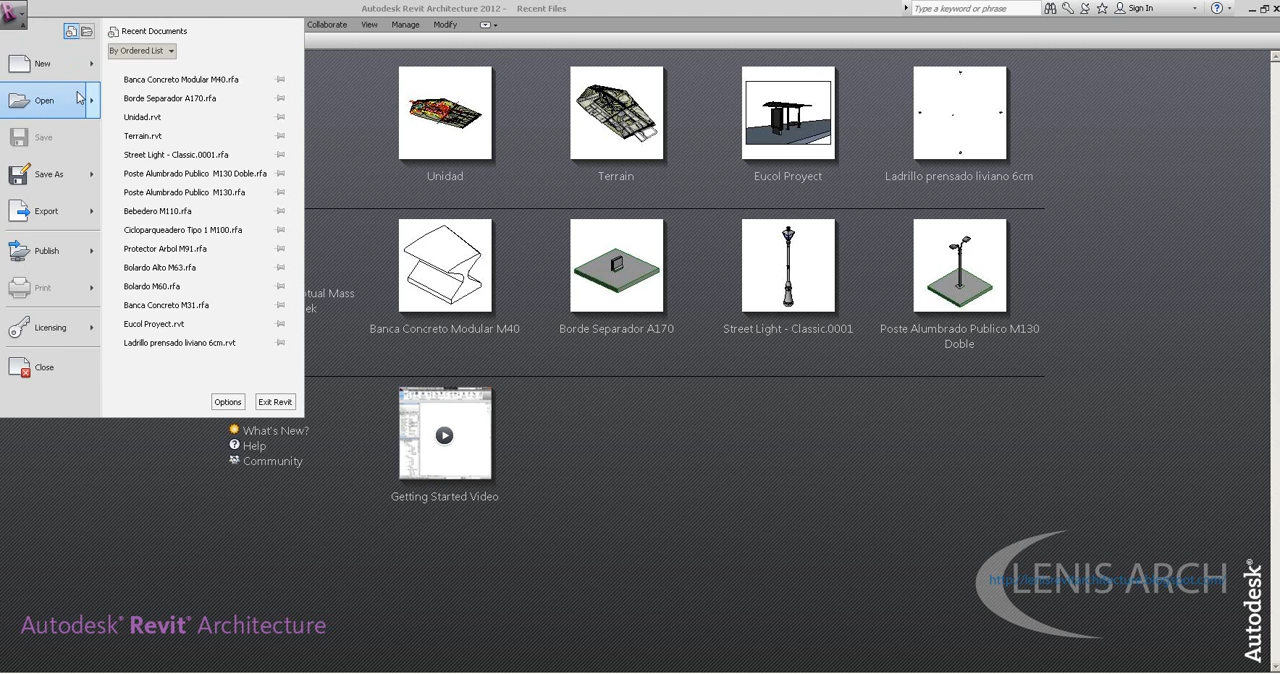 Autodesk Revit Architecture 2012 - Recent Files
Type a keyword or phrase
Sign In
Collaborate View Manage Modify
Recent Documents
By Ordered List
New
Open
Save
Save As
Export
Publish
Print
Licensing
Close
Banca Concreto Modular M40.rfa
Borde Separador A170.rfa
Unidad.rvt
Terrain.rvt
Street Light - Classic.0001.rfa
Poste Alumbrado Publico M130 Doble.rfa
Poste Alumbrado Publico M130.rfa
Bebedero M110.rfa
Cicloparqueadero Tipo 1 M100.rfa
Protector Arbol M91.rfa
Bolardo Alto M63.rfa
Bolardo M60.rfa
Banca Concreto M31.rfa
Eucol Proyect.rvt
Ladrillo prensado liviano 6cm.rvt
Options
Exit Revit
Unidad
Terrain
Eucol Proyect
Ladrillo prensado liviano 6cm
Banca Concreto Modular M40
Borde Separador A170
Street Light - Classic.0001
Poste Alumbrado Publico M130
Doble
tual Mass
ek
What's New?
Help
Community
Getting Started Video
LENIS ARCH
Autodesk® Revit® Architecture
Autodesk®